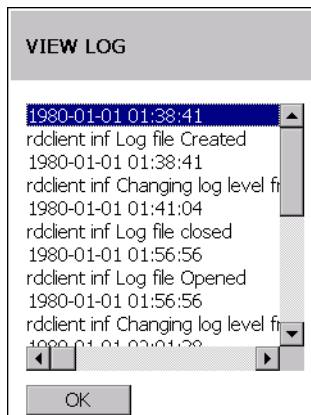 VIEW LOG
1980-01-01 01:38:41
rdclient inf Log file Created
1980-01-01 01:38:41
rdclient inf Changing log level fr
1980-01-01 01:41:04
rdclient inf Log file closed
1980-01-01 01:56:56
rdclient inf Log file Opened
1980-01-01 01:56:56
rdclient inf Changing log level fr
OK